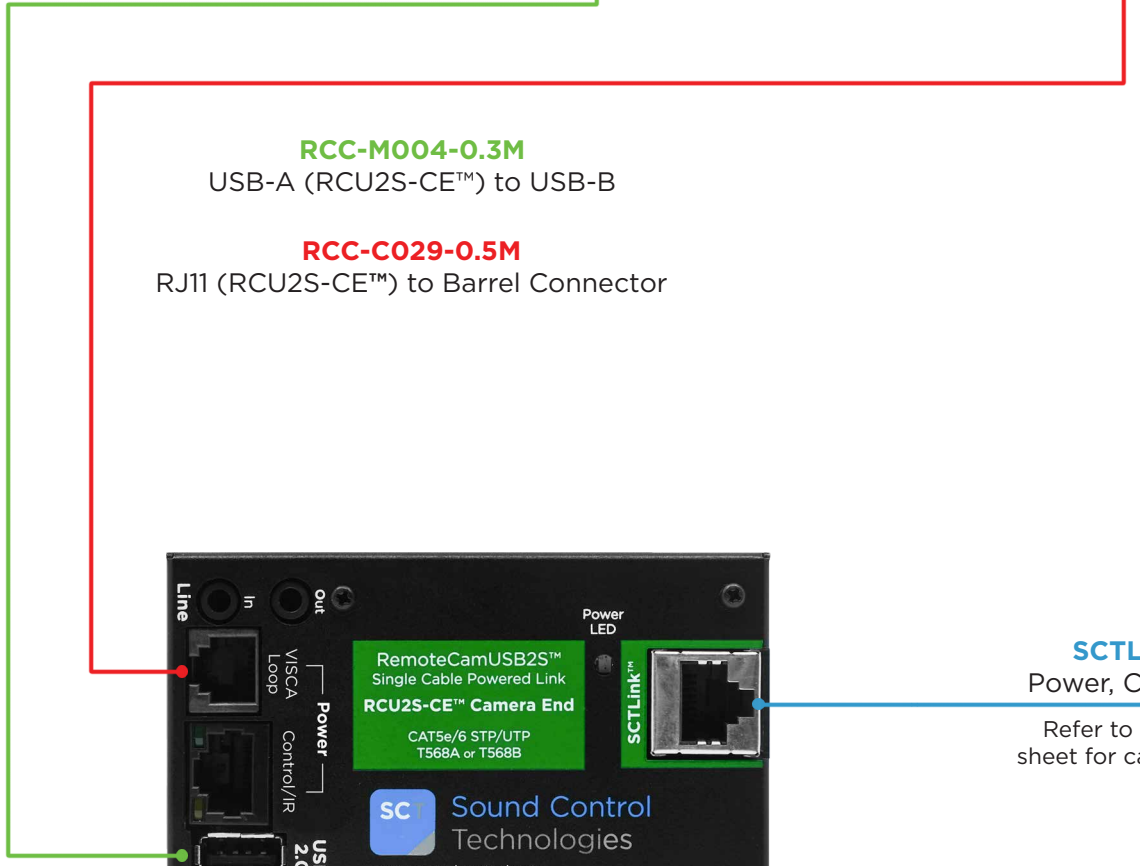 RCC-M004-0.3M
USB-A (RCU2S-CE™) to USB-B
RCC-C029-0.5M
RJ11 (RCU2S-CE™) to Barrel Connector
Line
In
Out
VISCA
Loop
Power
Control/IR
RemoteCamUSB2S™
Single Cable Powered Link
RCU2S-CE™ Camera End
CAT5e/6 STP/UTP
T568A or T568B
Power
LED
SCTLink™
SCT
Sound Control
Technologies
2.0
Power,
Refer to
sheet for